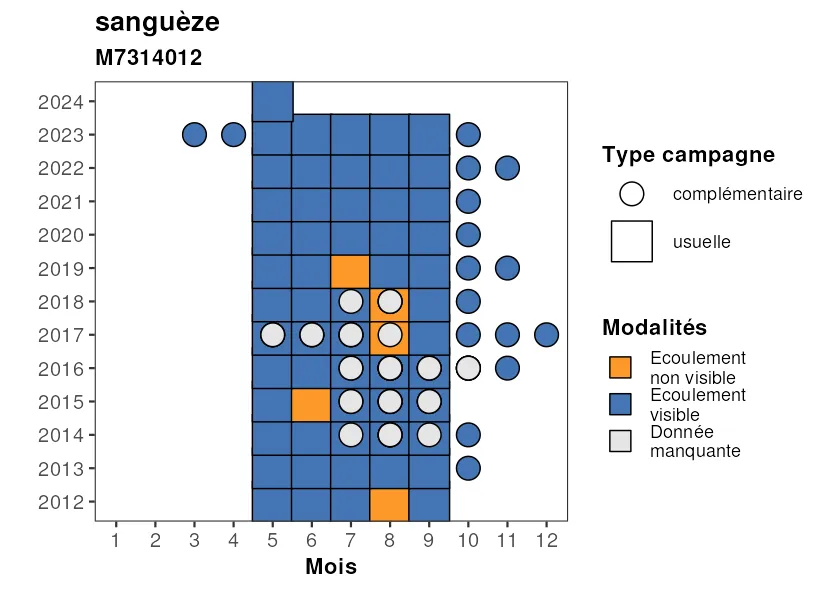 sanguèze
M7314012
2024
2023
2022
2021
2020
2019
2018
2017
2016
2015
2014
2013
2012
1 2 3 4 5 6 7 8 9 10 11 12
Mois
Type campagne
complémentaire
usuelle
Modalités
Ecoulement
non visible
Ecoulement
visible
Donnée
manquante